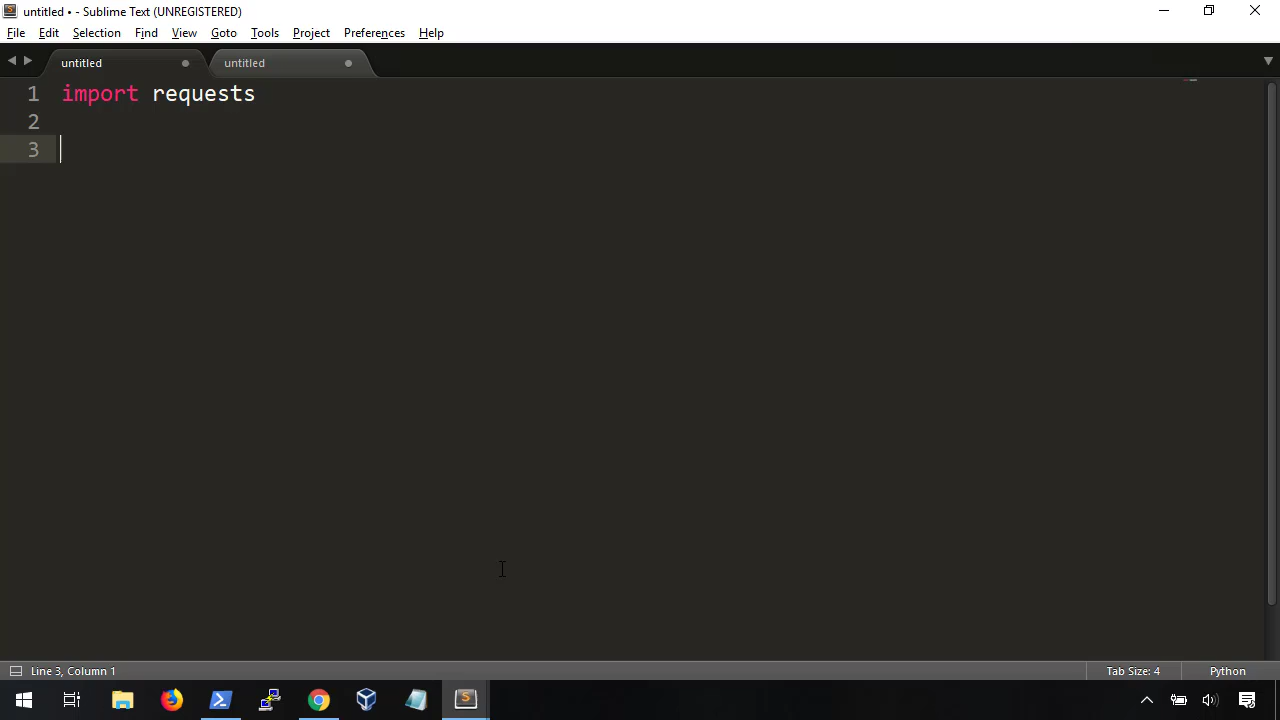 untitled • - Sublime Text (UNREGISTERED)
File Edit Selection Find View Goto Tools Project Preferences Help
untitled untitled
1 import requests
2
3
Line 3, Column 1 Tab Size: 4 Python